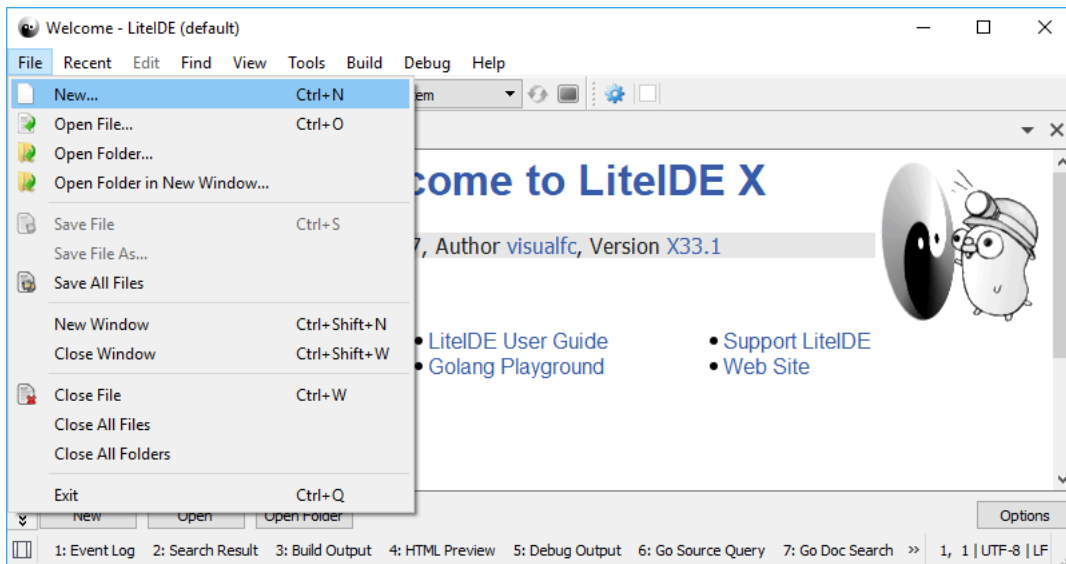 Welcome - LiteIDE (default)
File Recent Edit Find View Tools Build Debug Help
New... Ctrl+N
Open File... Ctrl+O
Open Folder...
Open Folder in New Window...
Save File Ctrl+S
Save File As...
Save All Files
New Window Ctrl+Shift+N
Close Window Ctrl+Shift+W
Close File Ctrl+W
Close All Files
Close All Folders
Exit Ctrl+Q
come to LiteIDE X
, Author visualfc, Version X33.1
LiteIDE User Guide
Support LiteIDE
Golang Playground
Web Site
New Open Open Folder Options
1: Event Log 2: Search Result 3: Build Output 4: HTML Preview 5: Debug Output 6: Go Source Query 7: Go Doc Search » 1, 1 | UTF-8 | LF